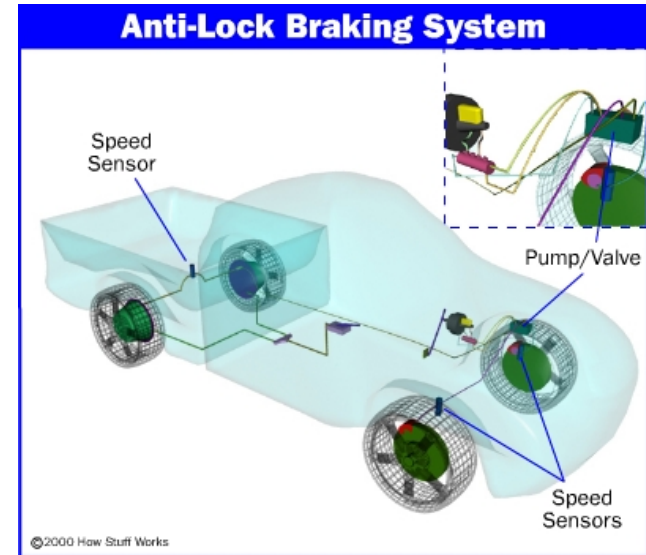 Anti-Lock Braking System
Speed
Sensor
Pump/Valve
Speed
Sensors
©2000 How Stuff Works